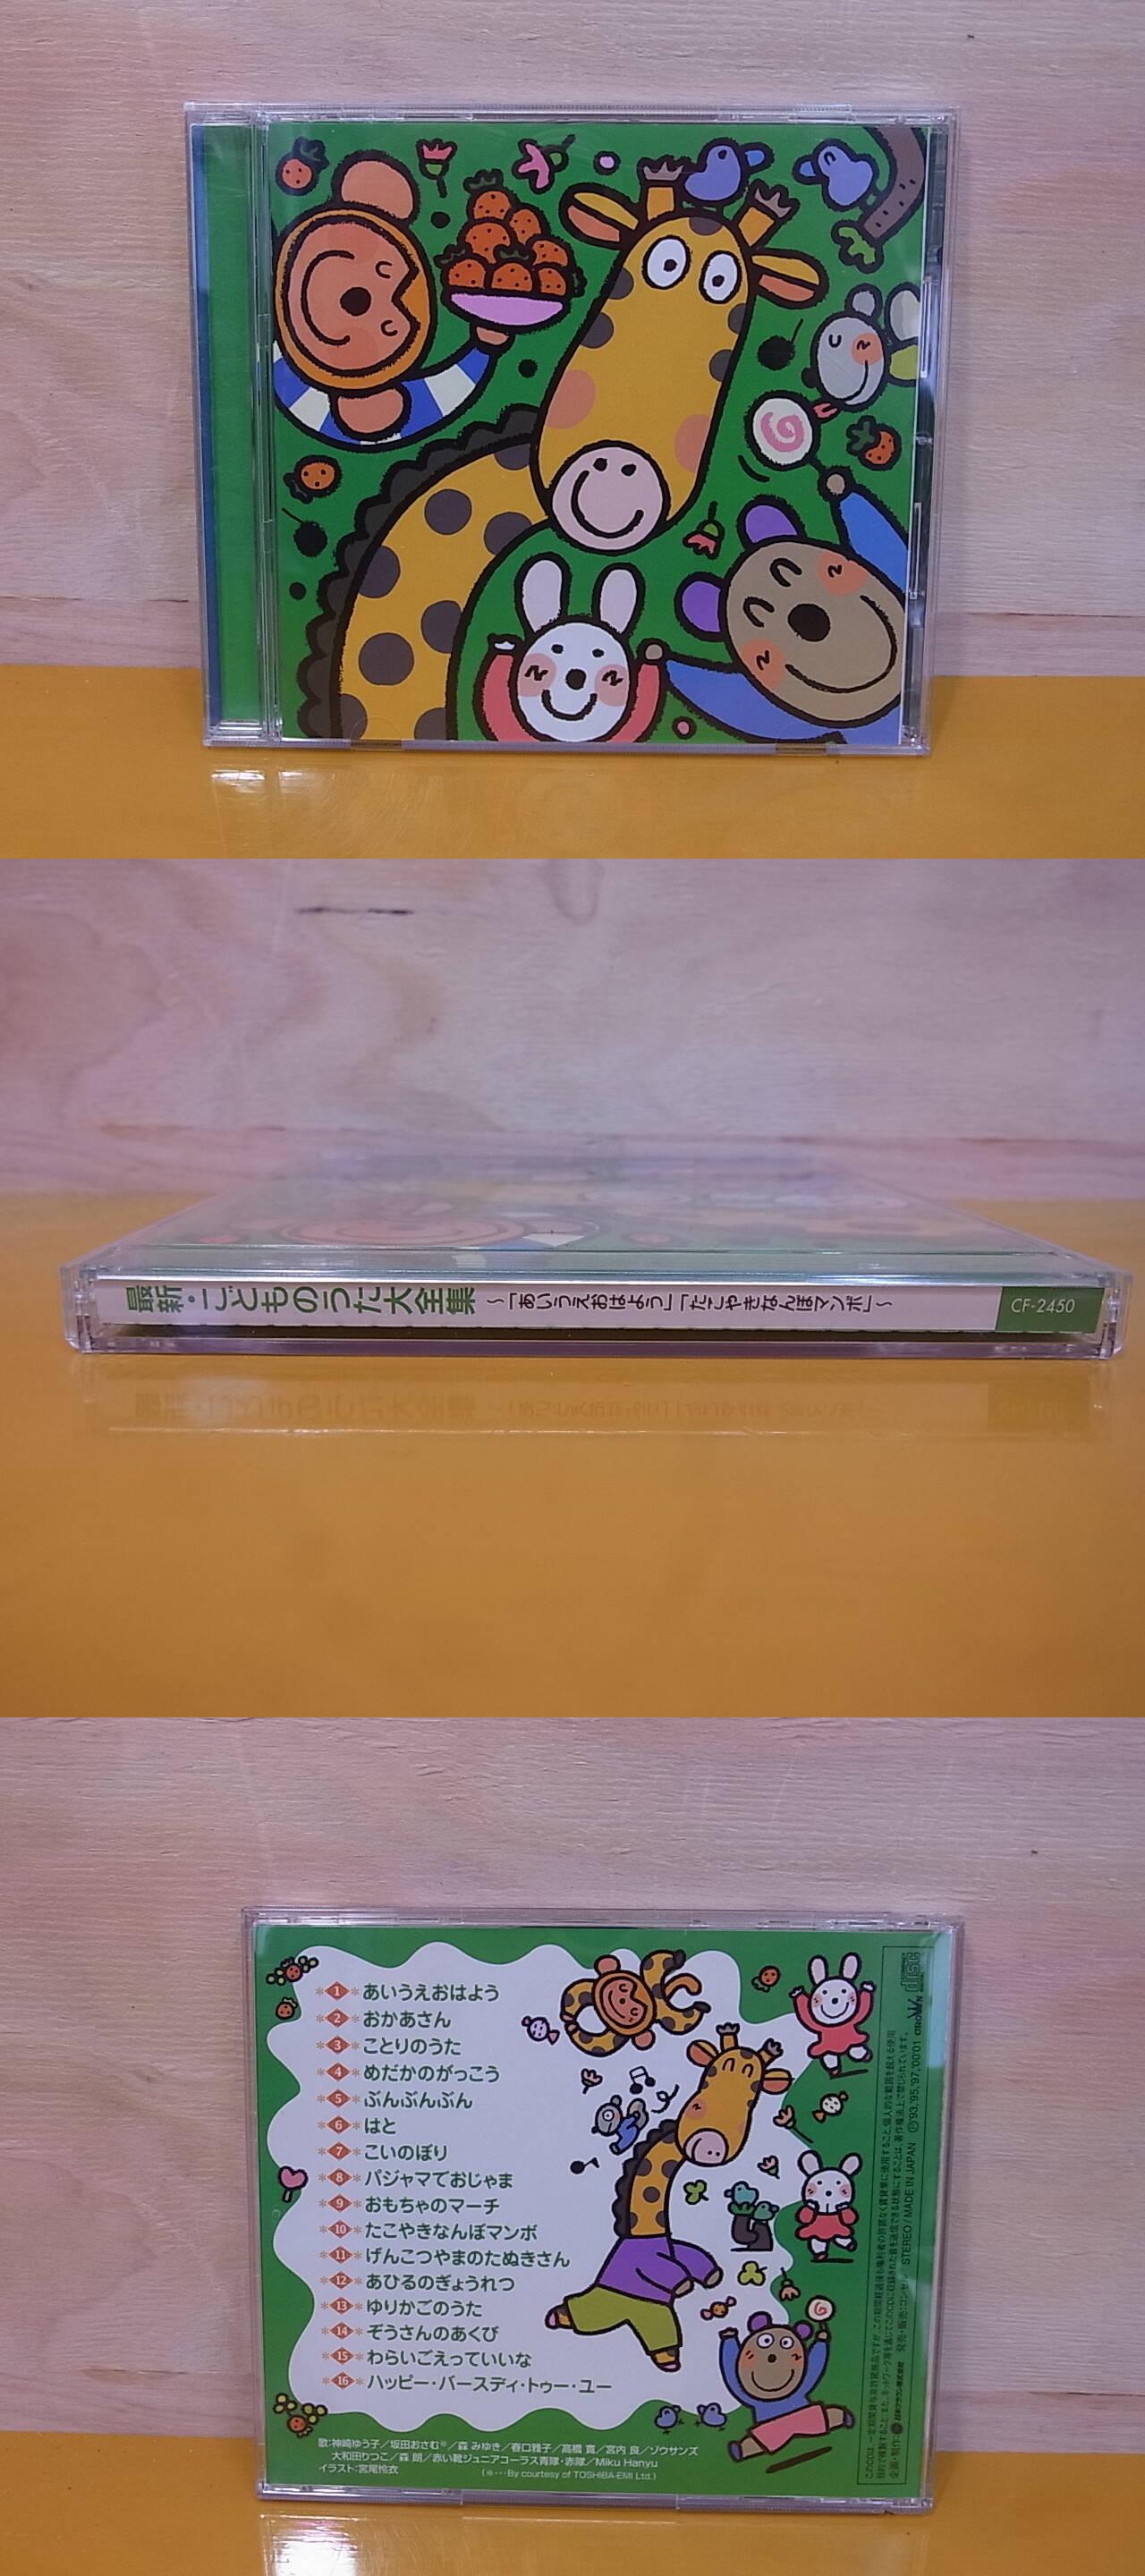 最新・こどものうた大全集 ～「あいうえおはよう」「たこやきなんぼマンボ」～
CF-2450
1 あいうえおはよう
2 おかあさん
3 ことりのうた
4 めだかのがっこう
5 ぶんぶんぶん
6 はと
7 こいのぼり
8 パジャマでおじゃま
9 おもちゃのマーチ
10 たこやきなんぼマンボ
11 げんこつやまのたぬきさん
12 あひるのぎょうれつ
13 ゆりかごのうた
14 ぞうさんのあくび
15 わらいごえっていいな
16 ハッピー・バースディ・トゥー・ユー
歌:神崎ゆう子／坂田おさむ※／森 みゆき／春口雅子／高橋 寛／宮内 良／ゾウサンズ
大和田りつこ／森 朗／赤い靴ジュニアコーラス青隊・赤隊／Miku Hanyu
イラスト:宮尾怜衣
(※･･･By courtesy of TOSHIBA-EMI Ltd.)
STEREO / MADE IN JAPAN
Ⓟ'93,'95,'97,'00'01
CROWN
disc